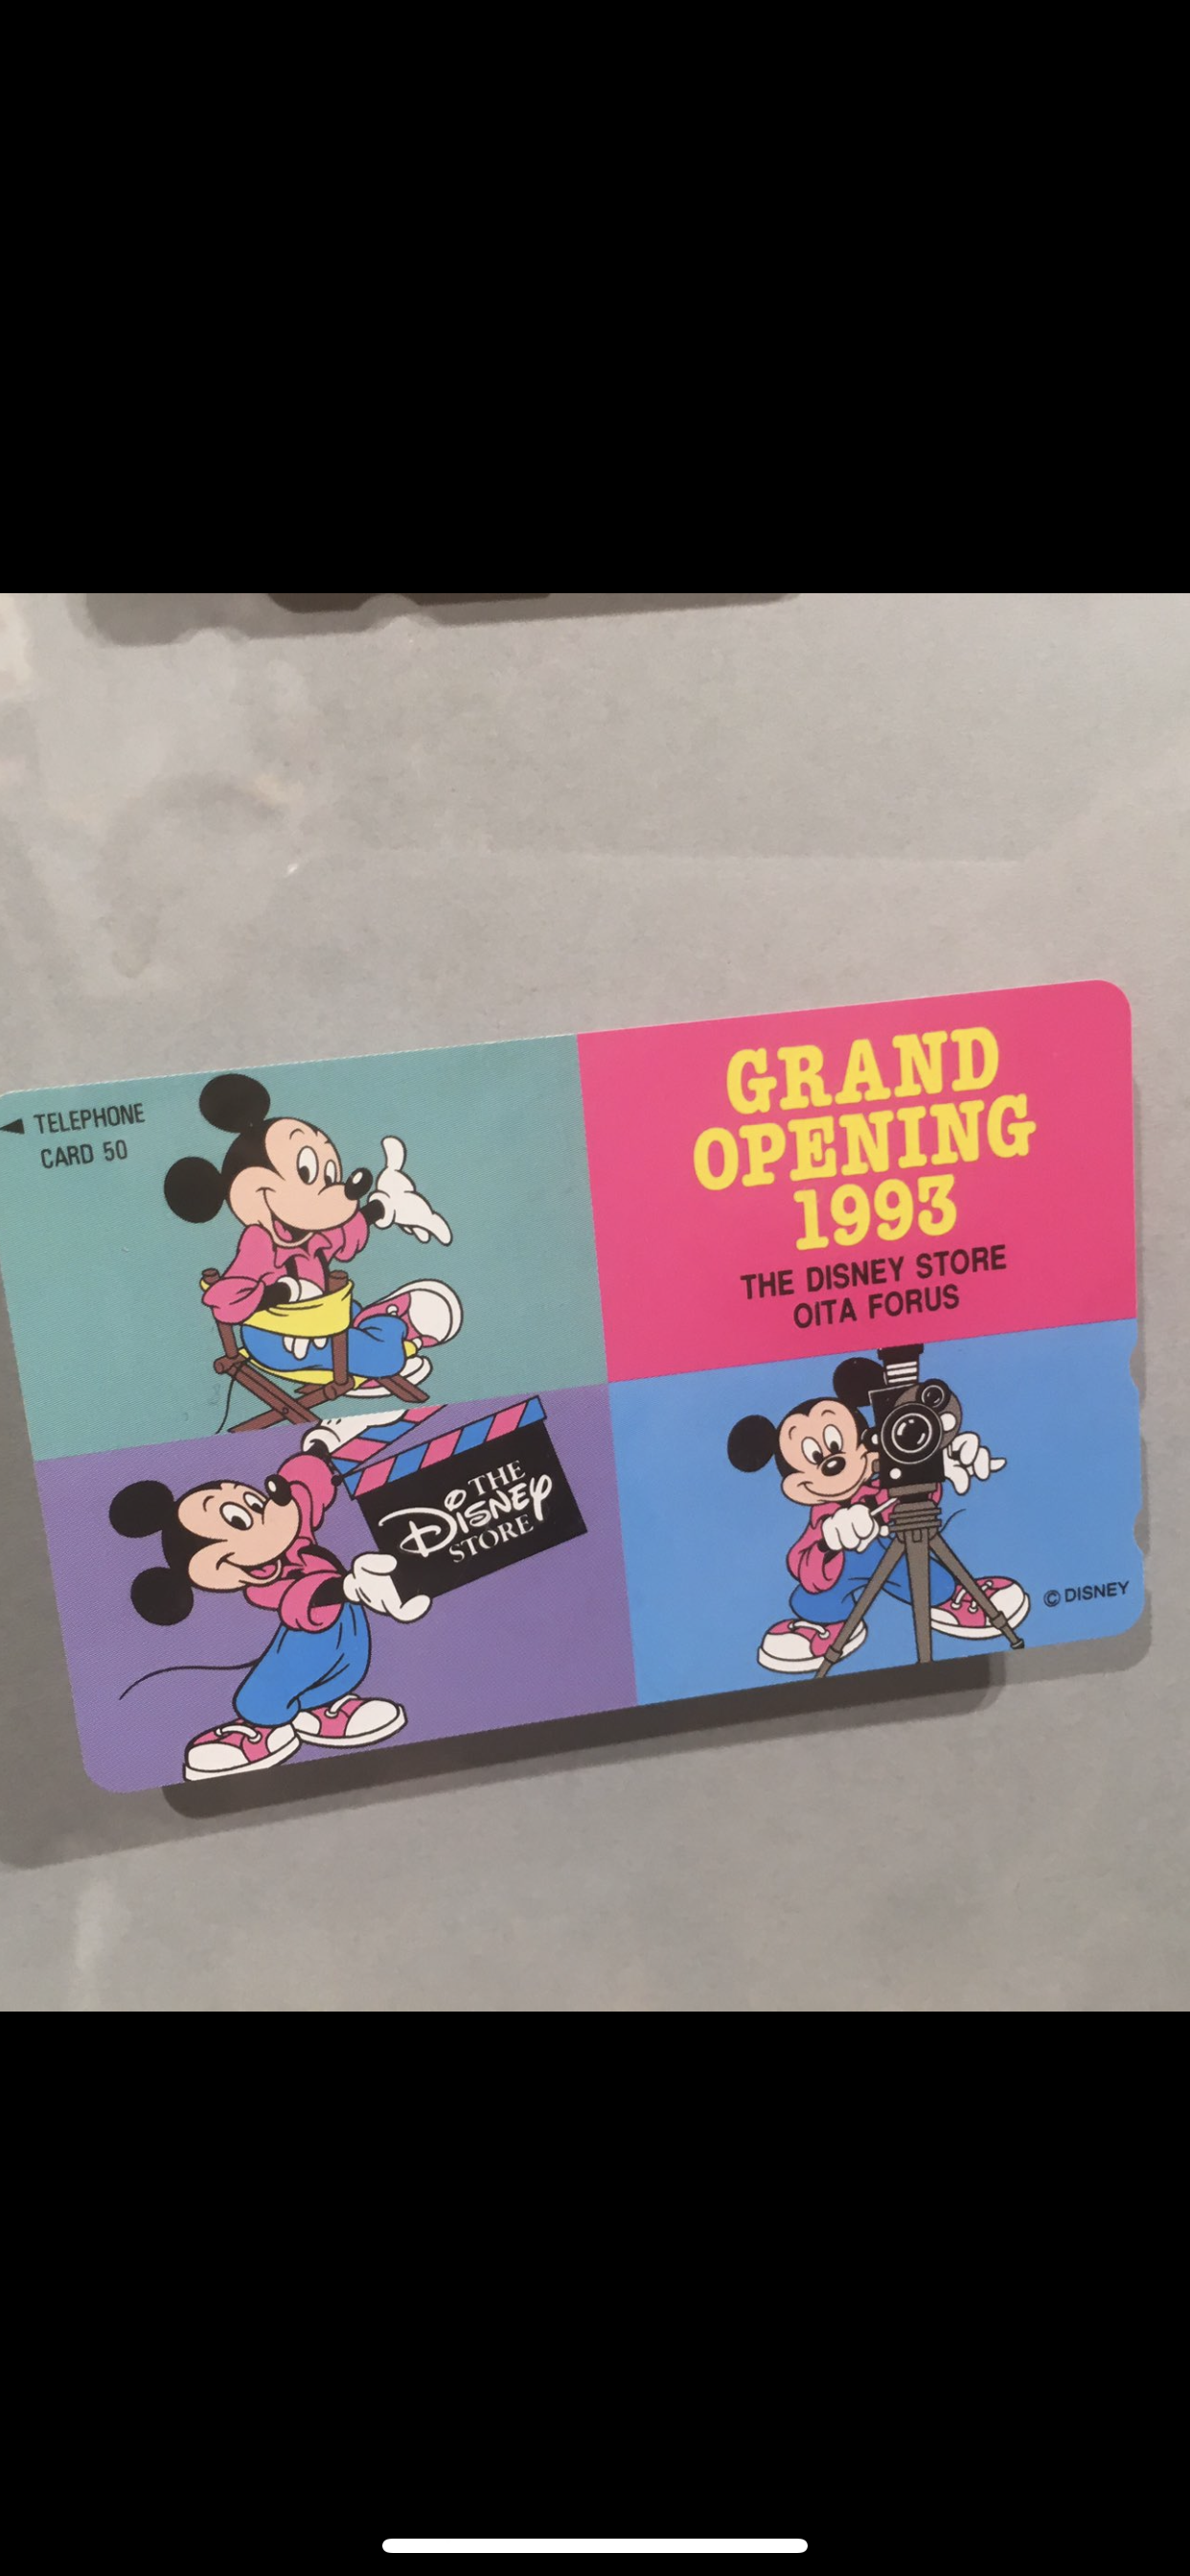 ◀ TELEPHONE
CARD 50
GRAND
OPENING
1993
THE DISNEY STORE
OITA FORUS
THE
DISNEY
STORE
© DISNEY